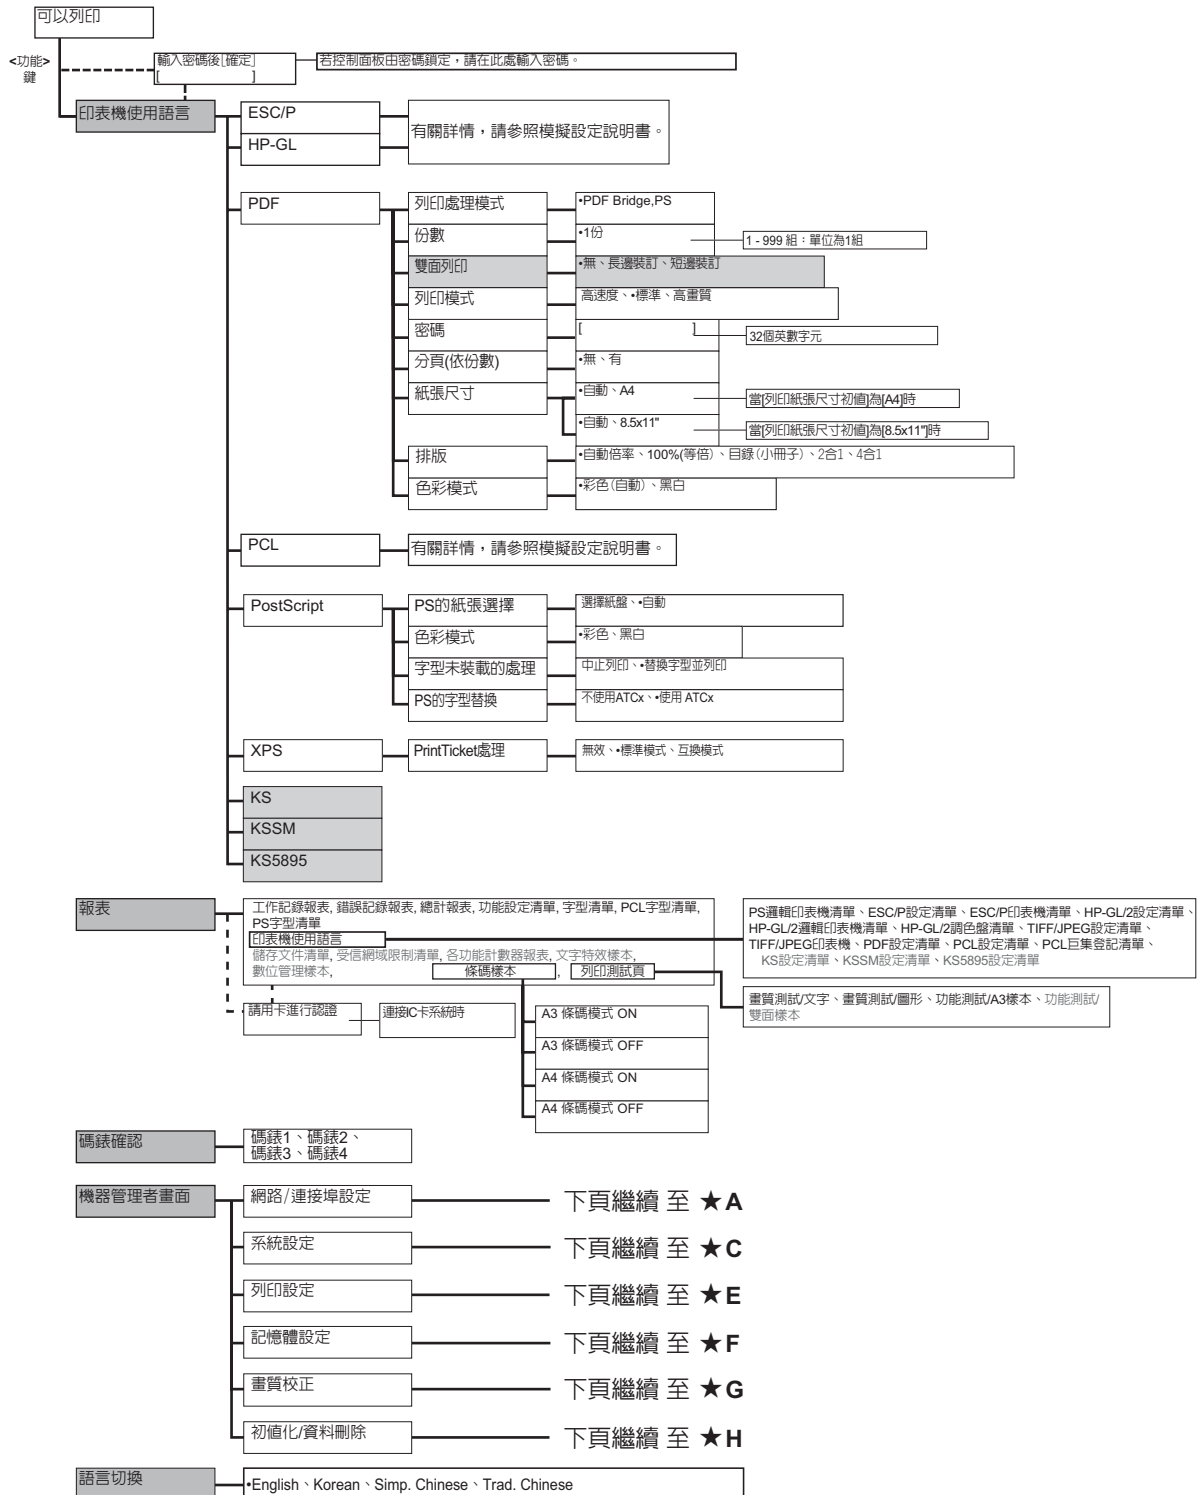 可以列印
<功能>
鍵
輸入密碼後[確定]
[ ]
若控制面板由密碼鎖定，請在此處輸入密碼。
印表機使用語言
ESC/P
HP-GL
有關詳情，請參照模擬設定說明書。
PDF
列印處理模式
•PDF Bridge,PS
份數
•1份
1 - 999 組：單位為1組
雙面列印
•無、長邊裝訂、短邊裝訂
列印模式
高速度、•標準、高畫質
密碼
[ ]
32個英數字元
分頁(依份數)
•無、有
紙張尺寸
•自動、A4
當[列印紙張尺寸初值]為[A4]時
•自動、8.5x11"
當[列印紙張尺寸初值]為[8.5x11"]時
排版
•自動倍率、100%(等倍)、目錄(小冊子)、2合1、4合1
色彩模式
•彩色(自動)、黑白
PCL
有關詳情，請參照模擬設定說明書。
PostScript
PS的紙張選擇
選擇紙盤、•自動
色彩模式
•彩色、黑白
字型未裝載的處理
中止列印、•替換字型並列印
PS的字型替換
不使用ATCx、•使用 ATCx
XPS
PrintTicket處理
無效、•標準模式、互換模式
KS
KSSM
KS5895
報表
工作記錄報表, 錯誤記錄報表, 總計報表, 功能設定清單, 字型清單, PCL字型清單,
PS字型清單
印表機使用語言
儲存文件清單, 受信網域限制清單, 各功能計數器報表, 文字特效樣本,
數位管理樣本, 條碼樣本, 列印測試頁
PS邏輯印表機清單、ESC/P設定清單、ESC/P印表機清單、HP-GL/2設定清單、
HP-GL/2邏輯印表機清單、HP-GL/2調色盤清單、TIFF/JPEG設定清單、
TIFF/JPEG印表機、PDF設定清單、PCL設定清單、PCL巨集登記清單、
KS設定清單、KSSM設定清單、KS5895設定清單
畫質測試/文字、畫質測試/圖形、功能測試/A3樣本、功能測試/
雙面樣本
請用卡進行認證
連接IC卡系統時
A3 條碼模式 ON
A3 條碼模式 OFF
A4 條碼模式 ON
A4 條碼模式 OFF
碼錶確認
碼錶1、碼錶2、
碼錶3、碼錶4
機器管理者畫面
網路/連接埠設定
下頁繼續 至 ★A
系統設定
下頁繼續 至 ★C
列印設定
下頁繼續 至 ★E
記憶體設定
下頁繼續 至 ★F
畫質校正
下頁繼續 至 ★G
初值化/資料刪除
下頁繼續 至 ★H
語言切換
•English、Korean、Simp. Chinese、Trad. Chinese